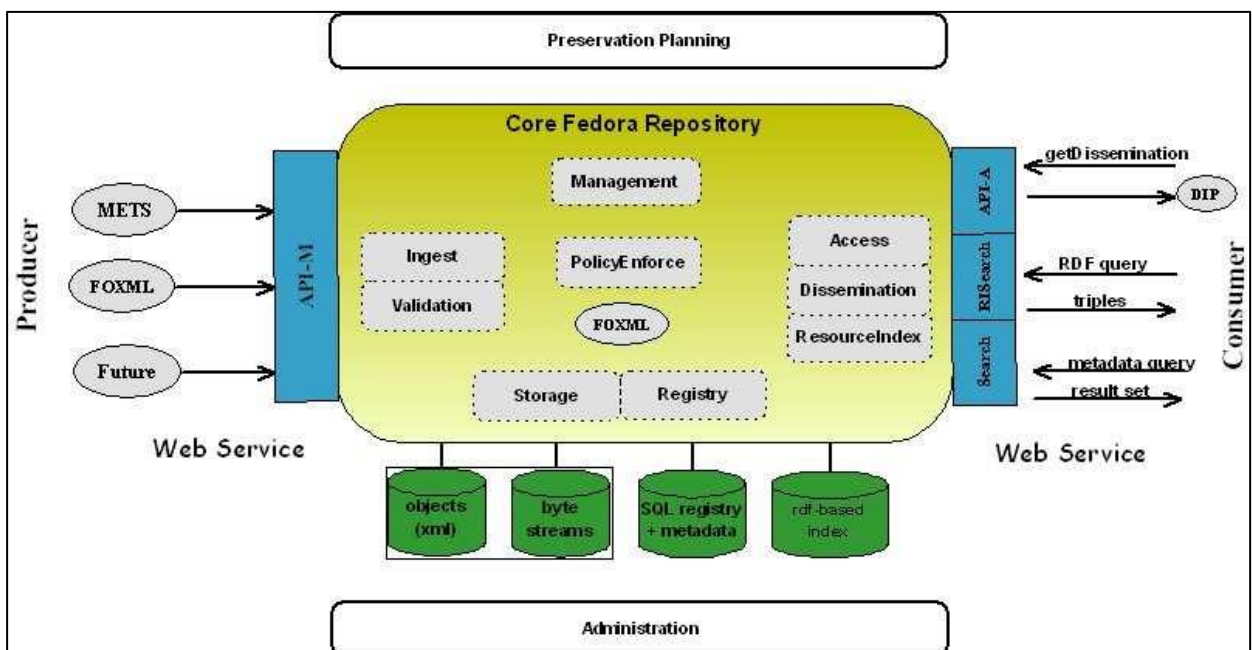 Preservation Planning
Core Fedora Repository
Management
Ingest
Validation
PolicyEnforce
FOXML
Access
Dissemination
ResourceIndex
Storage
Registry
Producer
METS
FOXML
Future
API-M
Web Service
API-A
RISearch
Search
getDissemination
DIP
RDF query
triples
metadata query
result set
Consumer
Web Service
objects
(xml)
byte
streams
SQL registry
+ metadata
rdf-based
index
Administration